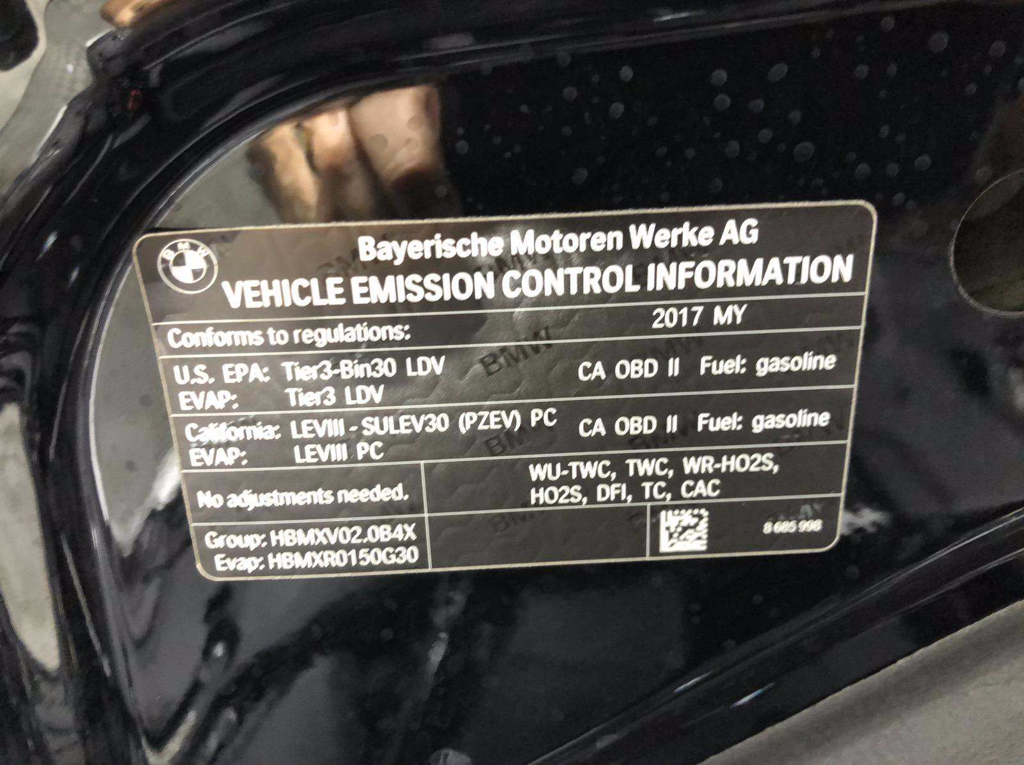 BMW
Bayerische Motoren Werke AG
VEHICLE EMISSION CONTROL INFORMATION
Conforms to regulations: 2017 MY
U.S. EPA: Tier3-Bin30 LDV CA OBD II Fuel: gasoline
EVAP: Tier3 LDV
California: LEVIII - SULEV30 (PZEV) PC CA OBD II Fuel: gasoline
EVAP: LEVIII PC
No adjustments needed.
WU-TWC, TWC, WR-HO2S,
HO2S, DFI, TC, CAC
Group: HBMXV02.0B4X
Evap: HBMXR0150G30
8 685 998